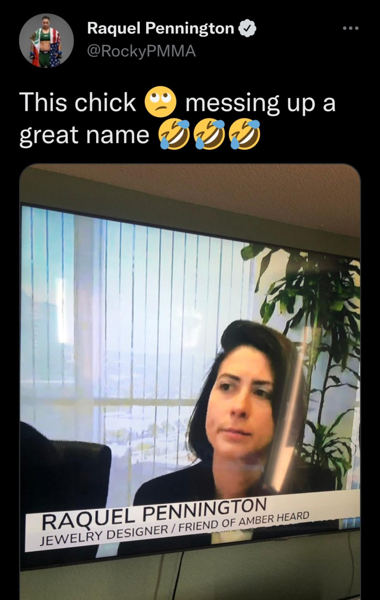 Raquel Pennington
@RockyPMMA
This chick 🙄 messing up a
great name 🤣🤣🤣
RAQUEL PENNINGTON
JEWELRY DESIGNER / FRIEND OF AMBER HEARD